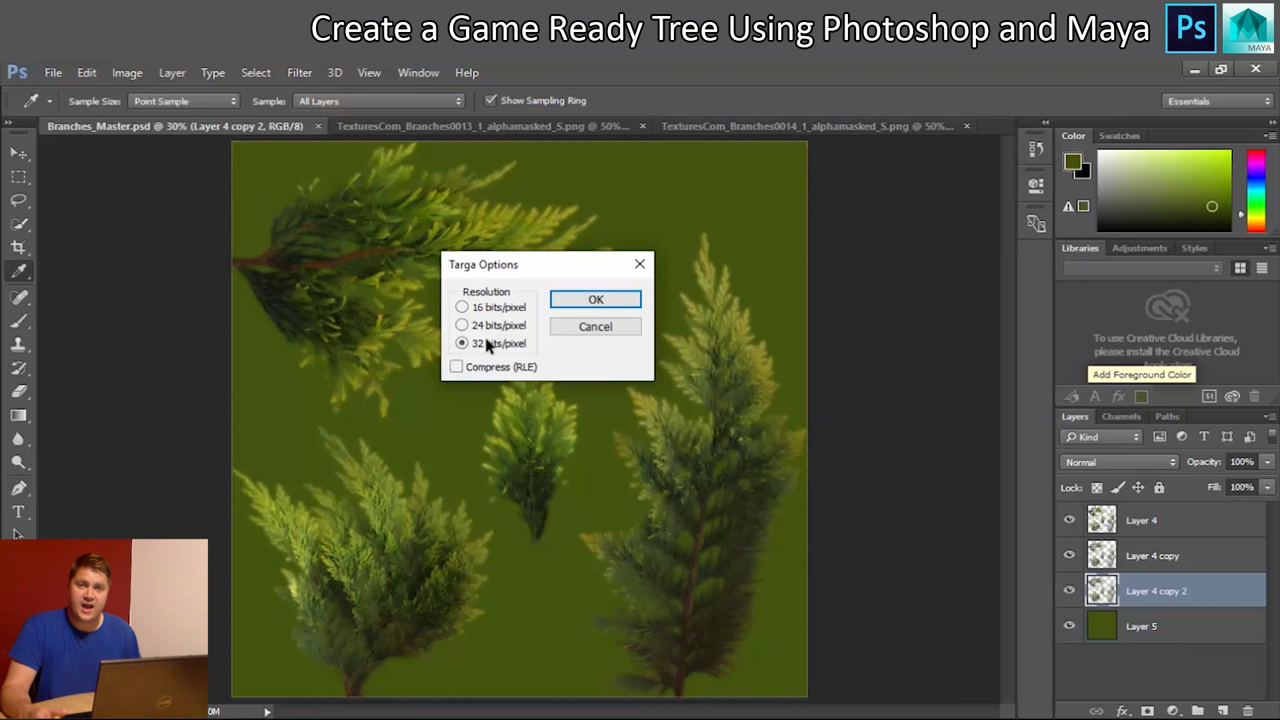 Create a Game Ready Tree Using Photoshop and Maya
Ps
MAYA
Ps File Edit Image Layer Type Select Filter 3D View Window Help
Sample Size: Point Sample Sample: All Layers Show Sampling Ring Essentials
Branches_Master.psd @ 30% (Layer 4 copy 2, RGB/8) × TexturesCom_Branches0013_1_alphamasked_S.png @ 50%... × TexturesCom_Branches0014_1_alphamasked_S.png @ 50%... ×
Color Swatches
Libraries Adjustments Styles
To use Creative Cloud Libraries,
please install the Creative Cloud
Add Foreground Color
St
Layers Channels Paths
Kind
Normal Opacity: 100%
Lock: Fill: 100%
Layer 4
Layer 4 copy
Layer 4 copy 2
Layer 5
Targa Options
Resolution
16 bits/pixel
24 bits/pixel
32 bits/pixel
Compress (RLE)
OK
Cancel